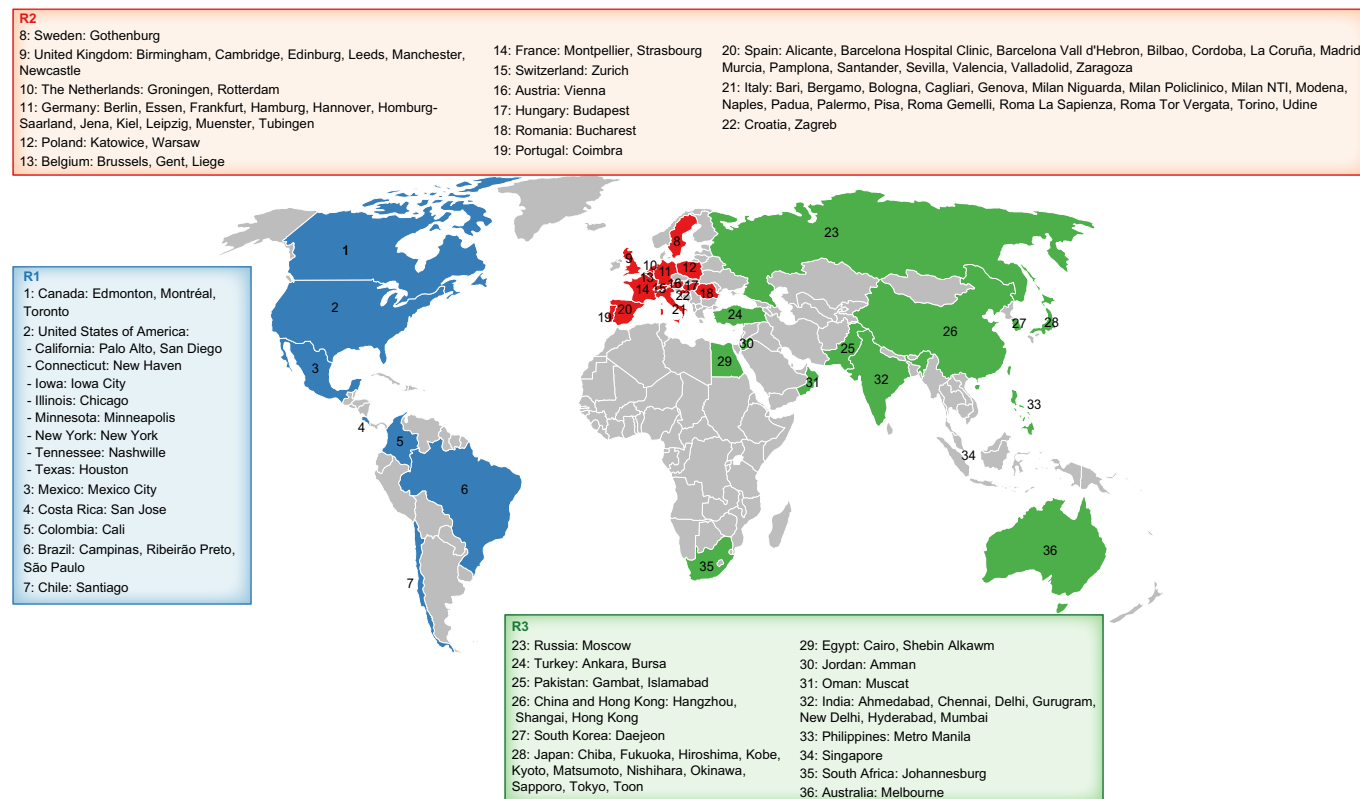 R2
8: Sweden: Gothenburg
9: United Kingdom: Birmingham, Cambridge, Edinburg, Leeds, Manchester,
Newcastle
10: The Netherlands: Groningen, Rotterdam
11: Germany: Berlin, Essen, Frankfurt, Hamburg, Hannover, Homburg-
Saarland, Jena, Kiel, Leipzig, Muenster, Tubingen
12: Poland: Katowice, Warsaw
13: Belgium: Brussels, Gent, Liege
14: France: Montpellier, Strasbourg
15: Switzerland: Zurich
16: Austria: Vienna
17: Hungary: Budapest
18: Romania: Bucharest
19: Portugal: Coimbra
20: Spain: Alicante, Barcelona Hospital Clinic, Barcelona Vall d'Hebron, Bilbao, Cordoba, La Coruña, Madrid
Murcia, Pamplona, Santander, Sevilla, Valencia, Valladolid, Zaragoza
21: Italy: Bari, Bergamo, Bologna, Cagliari, Genova, Milan Niguarda, Milan Policlinico, Milan NTI, Modena,
Naples, Padua, Palermo, Pisa, Roma Gemelli, Roma La Sapienza, Roma Tor Vergata, Torino, Udine
22: Croatia, Zagreb
R1
1: Canada: Edmonton, Montréal,
Toronto
2: United States of America:
- California: Palo Alto, San Diego
- Connecticut: New Haven
- Iowa: Iowa City
- Illinois: Chicago
- Minnesota: Minneapolis
- New York: New York
- Tennessee: Nashwille
- Texas: Houston
3: Mexico: Mexico City
4: Costa Rica: San Jose
5: Colombia: Cali
6: Brazil: Campinas, Ribeirão Preto,
São Paulo
7: Chile: Santiago
1
2
3
4
5
6
7
8
9
10
11
12
13
14
15
16
17
18
19
20
21
22
23
24
25
26
27
28
29
30
31
32
33
34
35
36
R3
23: Russia: Moscow
24: Turkey: Ankara, Bursa
25: Pakistan: Gambat, Islamabad
26: China and Hong Kong: Hangzhou,
Shangai, Hong Kong
27: South Korea: Daejeon
28: Japan: Chiba, Fukuoka, Hiroshima, Kobe,
Kyoto, Matsumoto, Nishihara, Okinawa,
Sapporo, Tokyo, Toon
29: Egypt: Cairo, Shebin Alkawm
30: Jordan: Amman
31: Oman: Muscat
32: India: Ahmedabad, Chennai, Delhi, Gurugram,
New Delhi, Hyderabad, Mumbai
33: Philippines: Metro Manila
34: Singapore
35: South Africa: Johannesburg
36: Australia: Melbourne